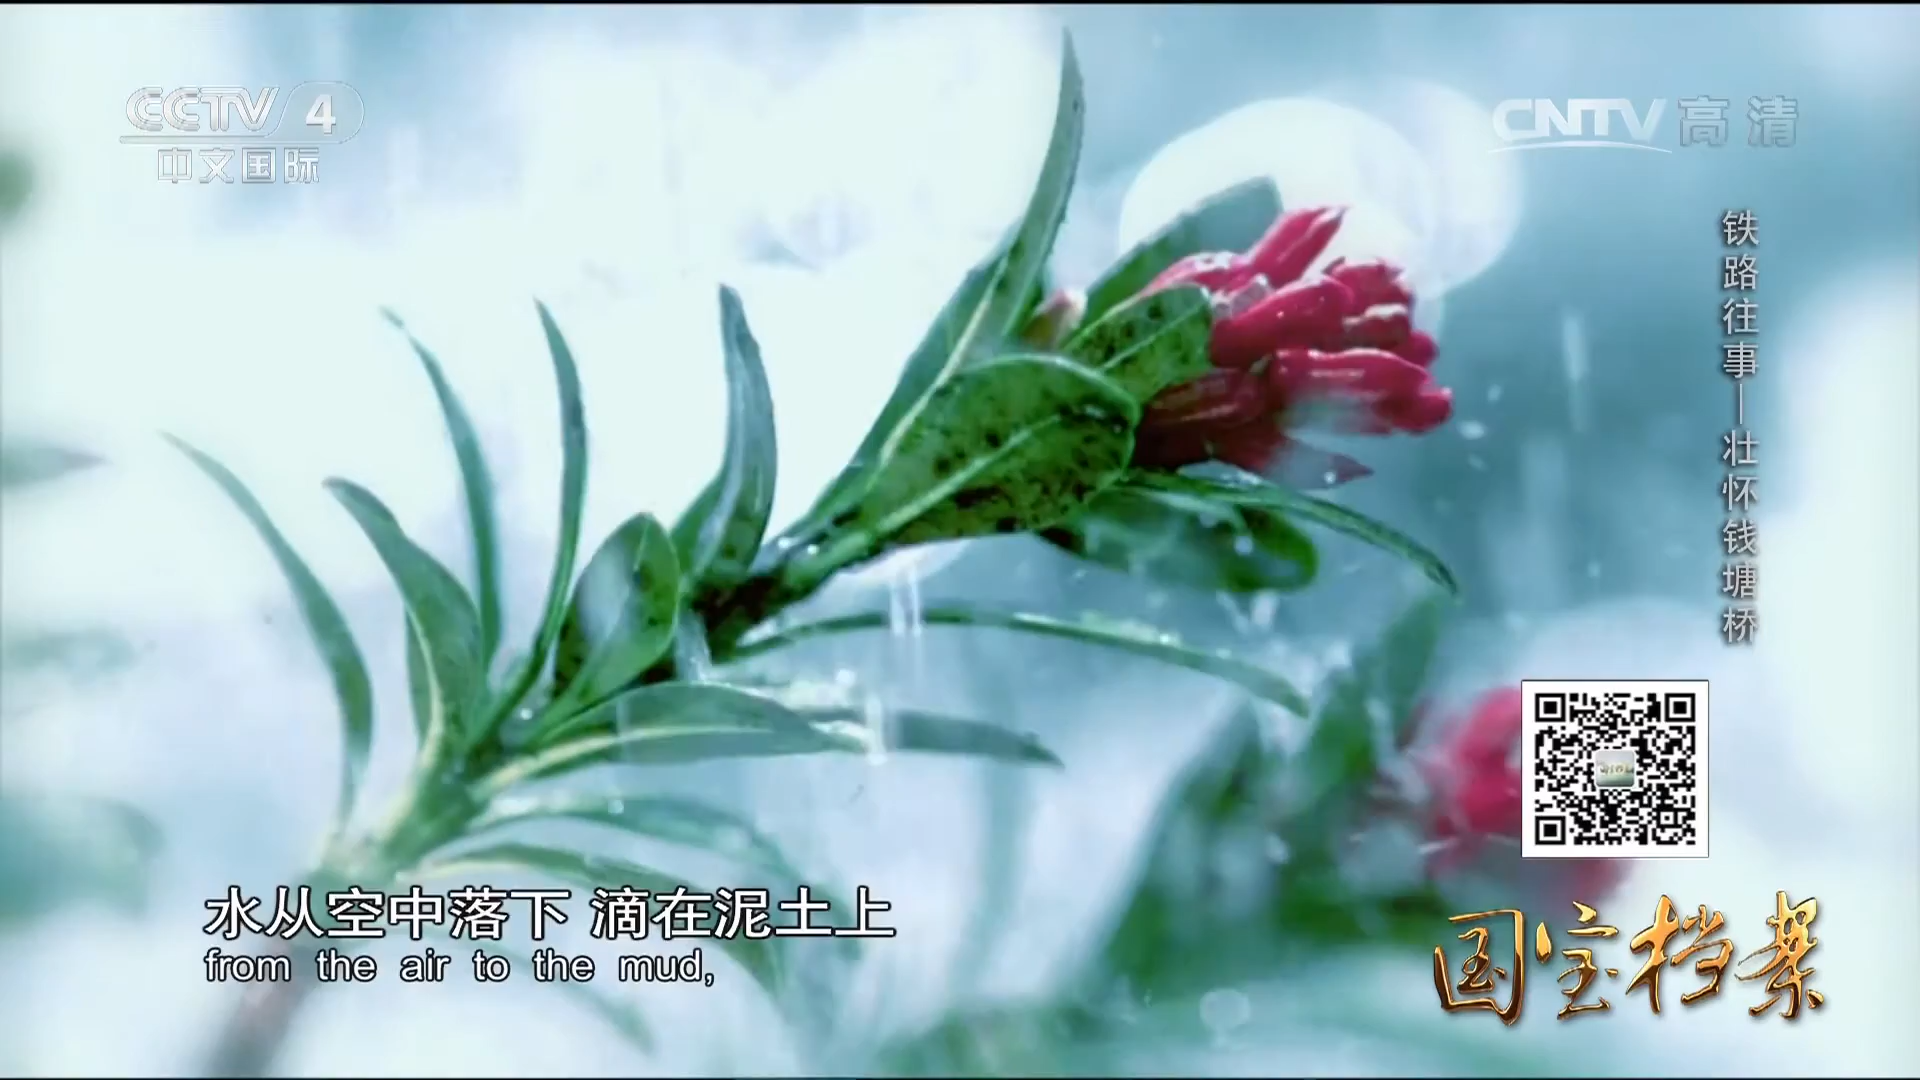 CCTV 4
中文国际
CNTV 高清
铁路往事—壮怀钱塘桥
水从空中落下 滴在泥土上
from the air to the mud,
国宝档案